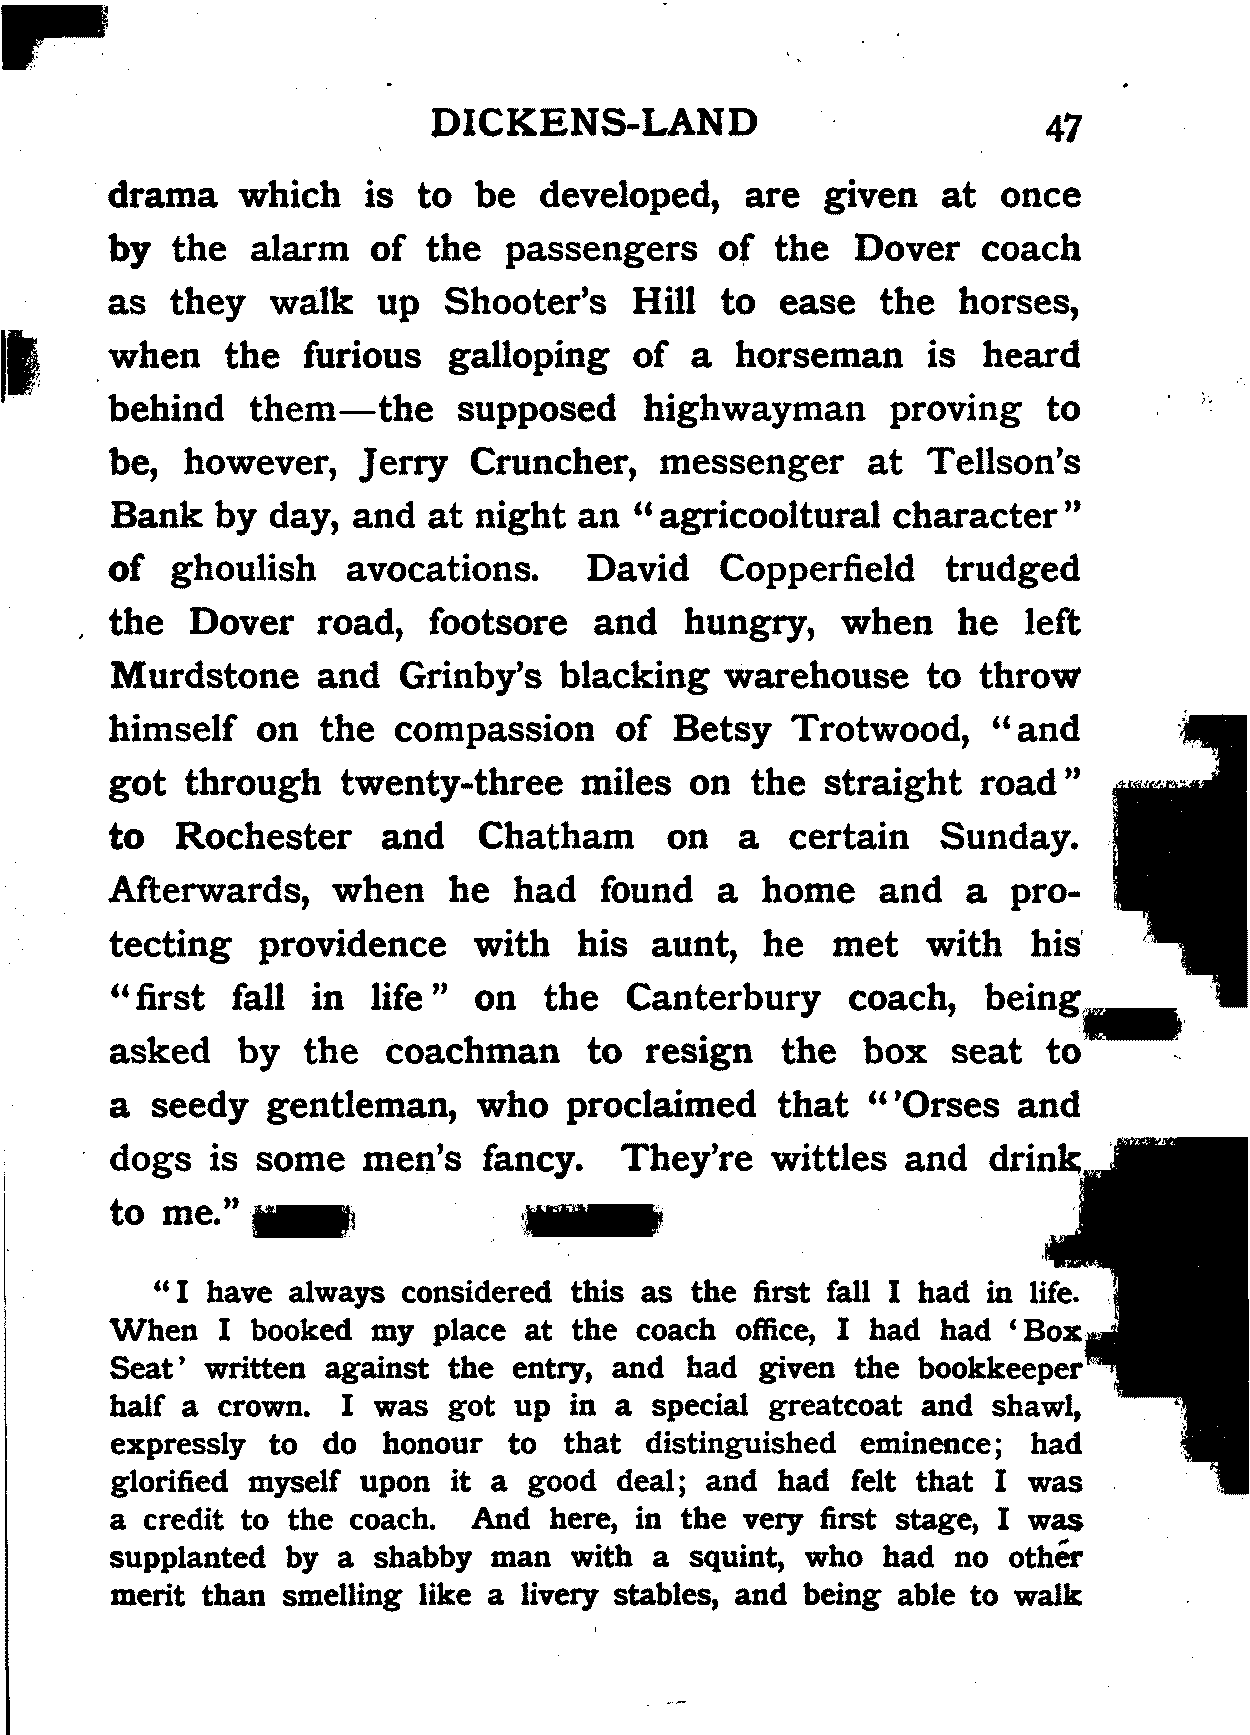 DICKENS-LAND 47
drama which is to be developed, are given at once
by the alarm of the passengers of the Dover coach
as they walk up Shooter's Hill to ease the horses,
when the furious galloping of a horseman is heard
behind them—the supposed highwayman proving to
be, however, Jerry Cruncher, messenger at Tellson's
Bank by day, and at night an "agricooltural character"
of ghoulish avocations. David Copperfield trudged
the Dover road, footsore and hungry, when he left
Murdstone and Grinby's blacking warehouse to throw
himself on the compassion of Betsy Trotwood, "and
got through twenty-three miles on the straight road"
to Rochester and Chatham on a certain Sunday.
Afterwards, when he had found a home and a pro-
tecting providence with his aunt, he met with his
"first fall in life" on the Canterbury coach, being
asked by the coachman to resign the box seat to
a seedy gentleman, who proclaimed that "'Orses and
dogs is some men's fancy. They're wittles and drink
to me."
"I have always considered this as the first fall I had in life.
When I booked my place at the coach office, I had had 'Box
Seat' written against the entry, and had given the bookkeeper
half a crown. I was got up in a special greatcoat and shawl,
expressly to do honour to that distinguished eminence; had
glorified myself upon it a good deal; and had felt that I was
a credit to the coach. And here, in the very first stage, I was
supplanted by a shabby man with a squint, who had no other
merit than smelling like a livery stables, and being able to walk